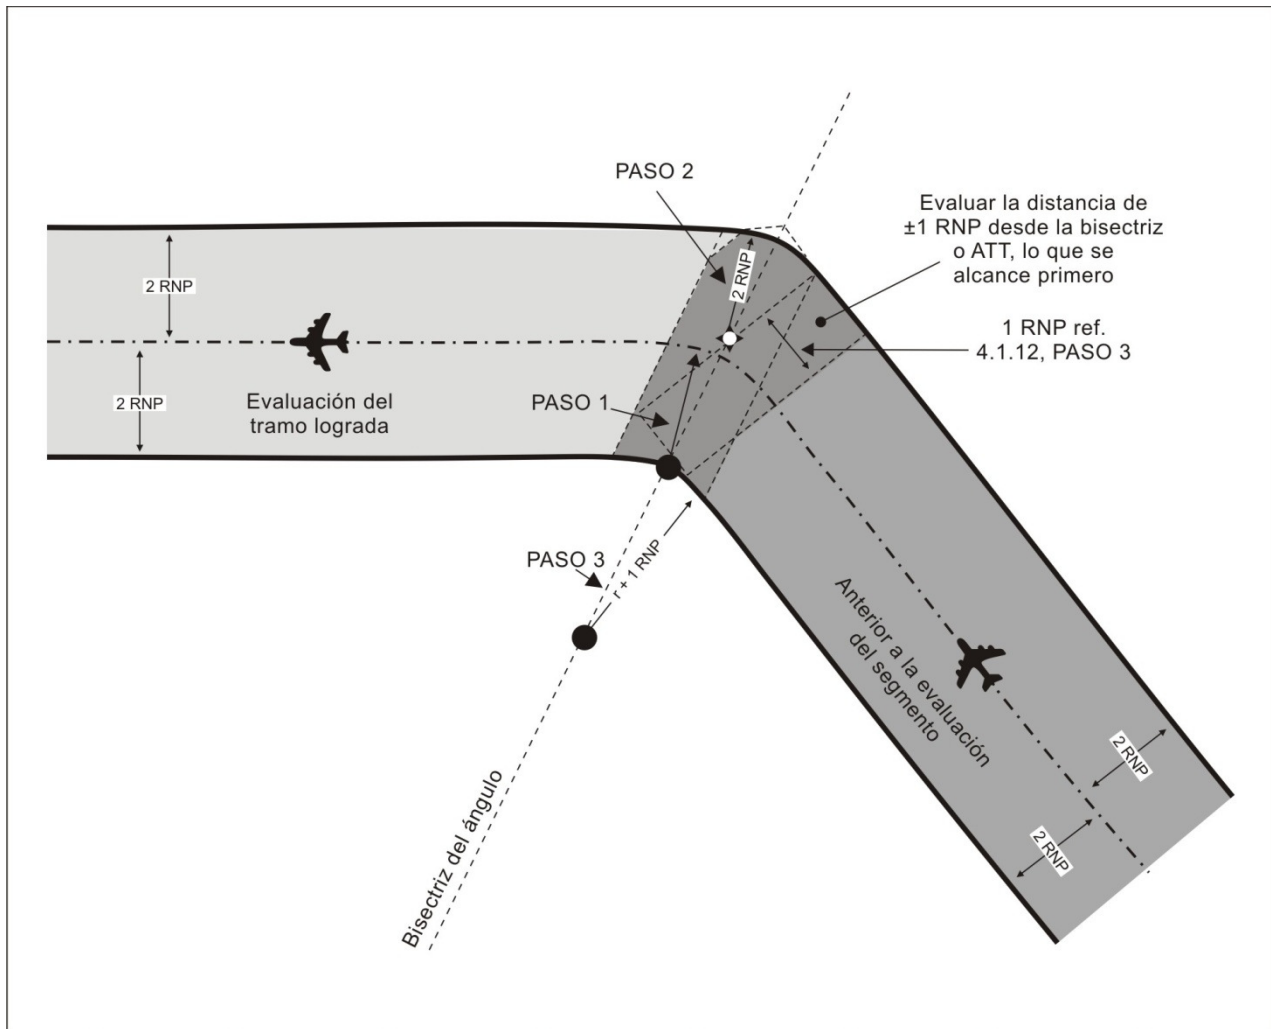 PASO 2
Evaluar la distancia de
±1 RNP desde la bisectriz
o ATT, lo que se
alcance primero
2 RNP
2 RNP
1 RNP ref.
4.1.12, PASO 3
2 RNP
Evaluación del
tramo lograda
PASO 1
PASO 3
r + 1 RNP
Anterior a la evaluación
del segmento
2 RNP
2 RNP
Bisectriz del ángulo